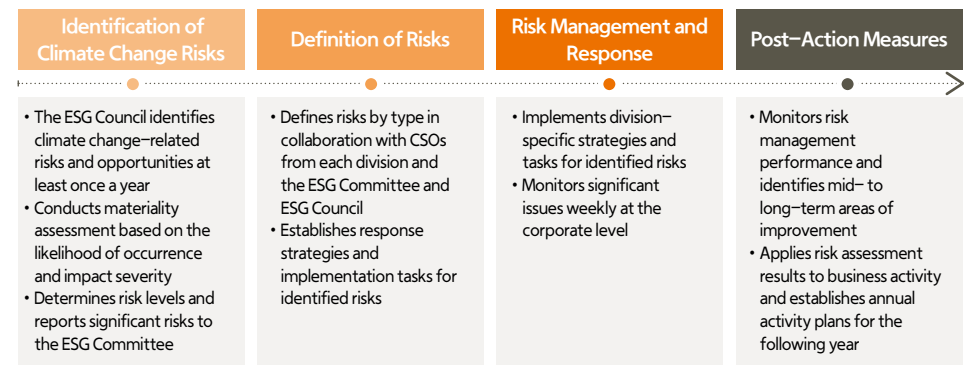 Identification of
Climate Change Risks
• The ESG Council identifies
climate change–related
risks and opportunities at
least once a year
• Conducts materiality
assessment based on the
likelihood of occurrence
and impact severity
• Determines risk levels and
reports significant risks to
the ESG Committee
Definition of Risks
• Defines risks by type in
collaboration with CSOs
from each division and
the ESG Committee and
ESG Council
• Establishes response
strategies and
implementation tasks for
identified risks
Risk Management and
Response
• Implements division–
specific strategies and
tasks for identified risks
• Monitors significant
issues weekly at the
corporate level
Post–Action Measures
• Monitors risk
management
performance and
identifies mid– to
long–term areas of
improvement
• Applies risk assessment
results to business activity
and establishes annual
activity plans for the
following year